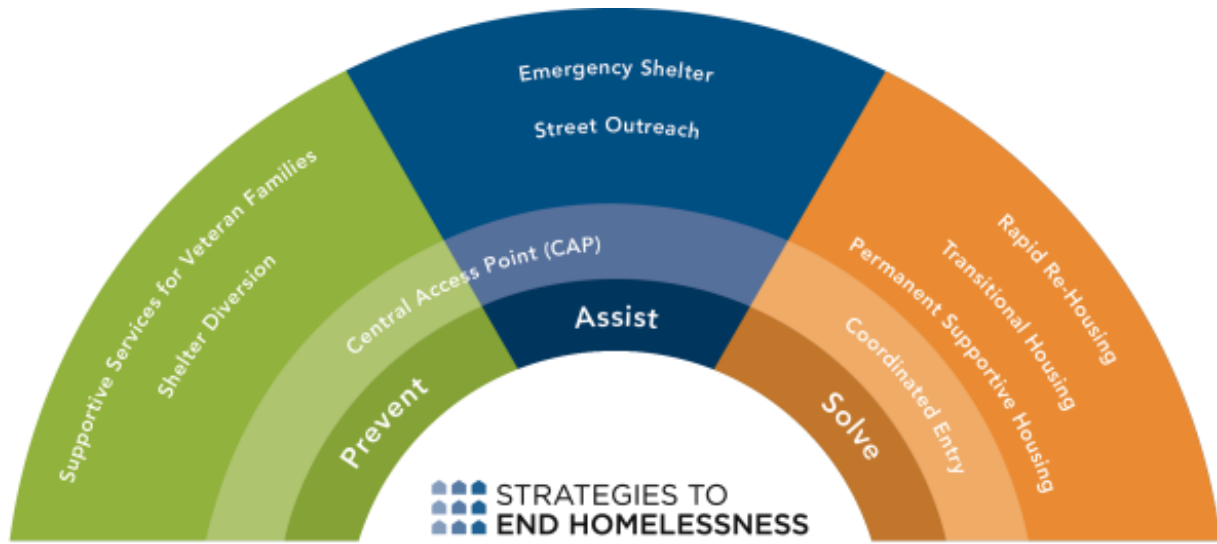 Supportive Services for Veteran Families
Shelter Diversion
Central Access Point (CAP)
Prevent
Emergency Shelter
Street Outreach
Assist
Rapid Re-Housing
Transitional Housing
Permanent Supportive Housing
Coordinated Entry
Solve
STRATEGIES TO
END HOMELESSNESS